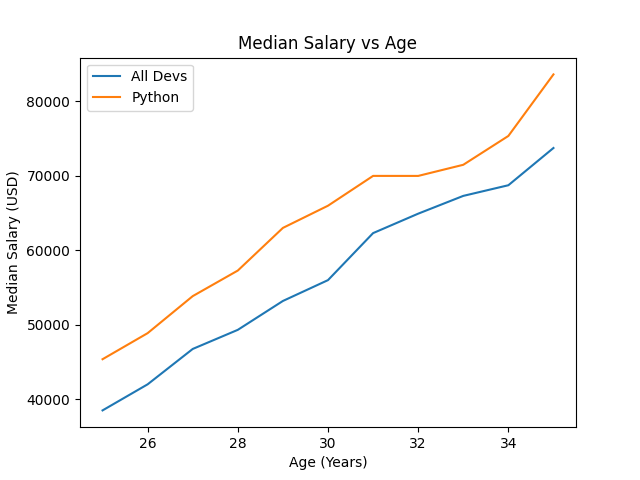 Median Salary vs Age
All Devs
Python
80000
70000
60000
50000
40000
Median Salary (USD)
26 28 30 32 34
Age (Years)